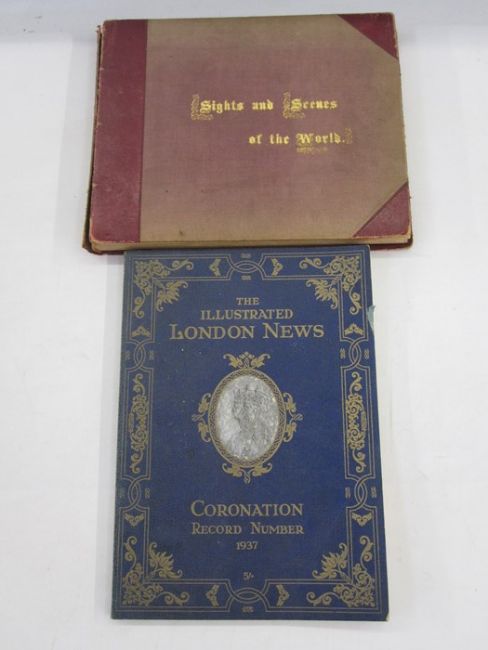 Sights and Scenes
of the World.
THE
ILLUSTRATED
LONDON NEWS
CORONATION
RECORD NUMBER
1937
5/-